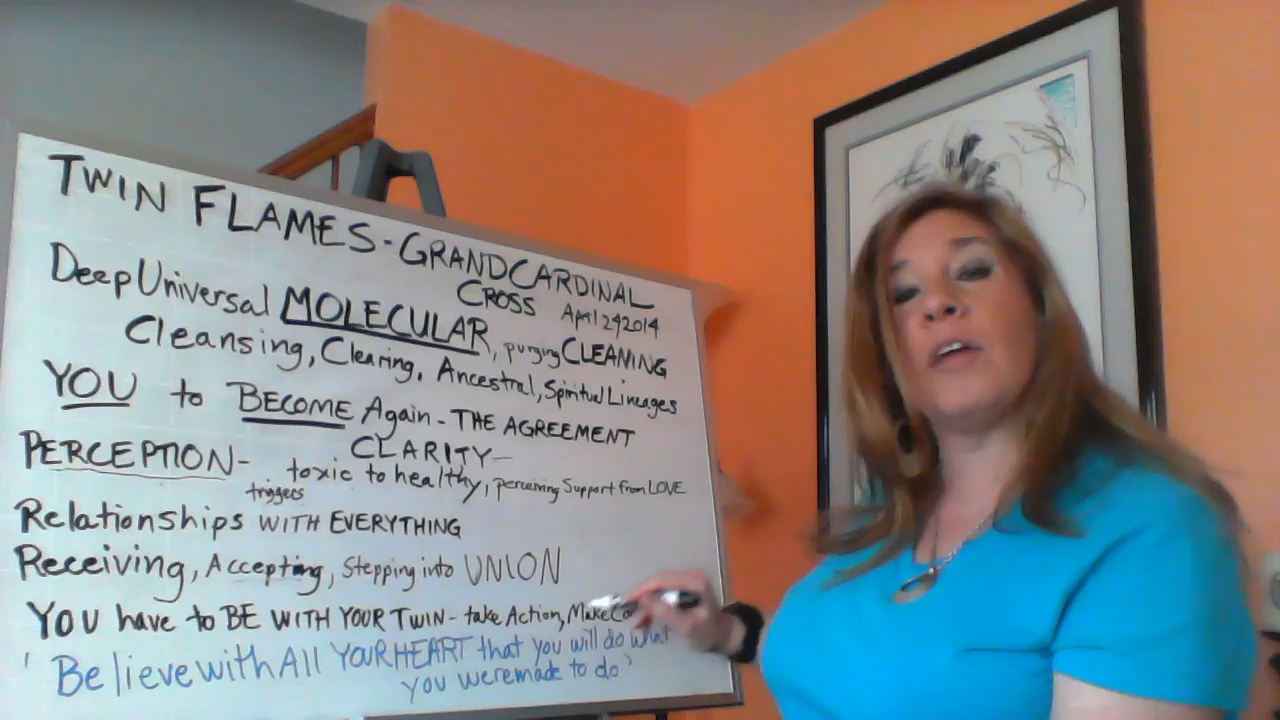 TWIN FLAMES - GRAND CARDINAL
CROSS April 2014
Deep Universal MOLECULAR, purging CLEANING
Cleansing, Clearing, Ancestral, Spiritual Lineages
YOU to BECOME Again - THE AGREEMENT
CLARITY-
PERCEPTION- toxic to healthy, perceiving Support from LOVE
triggers
Relationships WITH EVERYTHING
Receiving, Accepting, Stepping into UNION
YOU have to BE WITH YOUR TWIN - take Action, Make
'Believe with All YOUR HEART that you will do what
you were made to do'